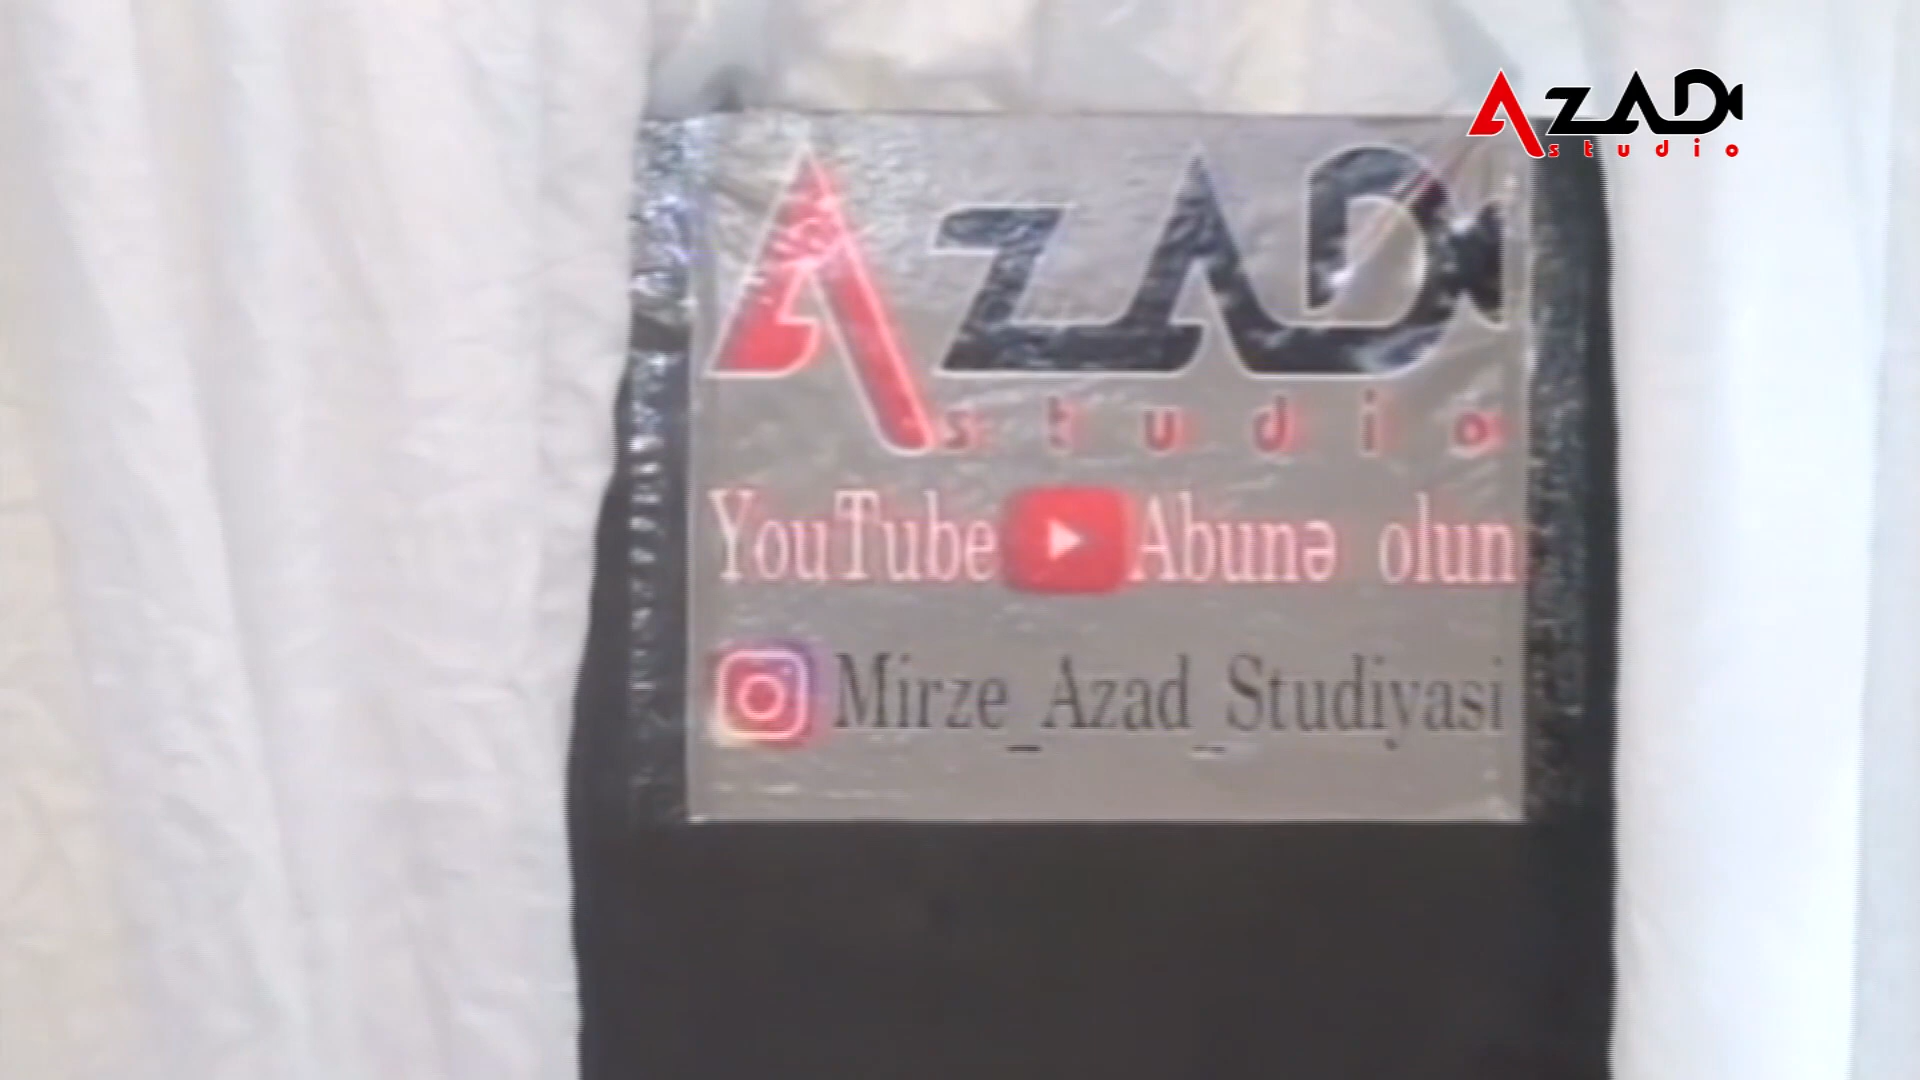 AZAD
studio
AZAD
studio
YouTube Abunə olun
Mirze_Azad_Studiyasi